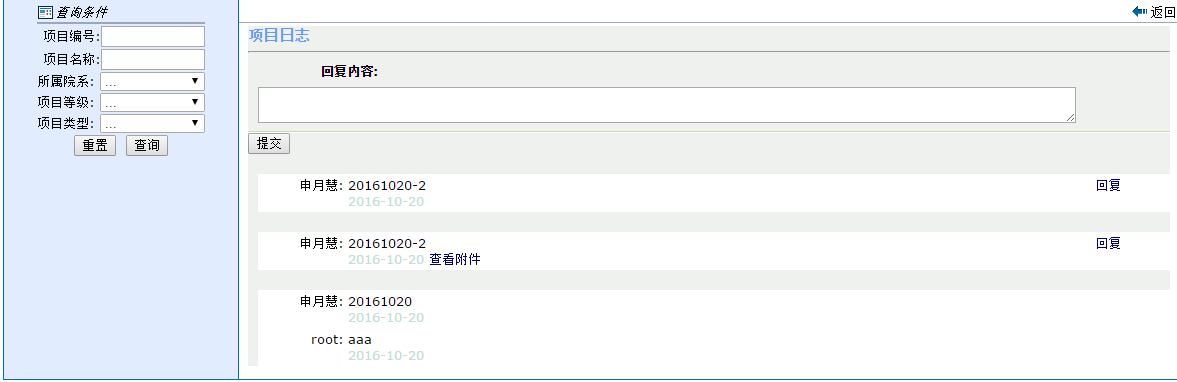 查询条件
项目编号:
项目名称:
所属院系: ...
项目等级: ...
项目类型: ...
重置 查询
返回
项目日志
回复内容:
提交
申月慧: 20161020-2 回复
2016-10-20
申月慧: 20161020-2 回复
2016-10-20 查看附件
申月慧: 20161020
2016-10-20
root: aaa
2016-10-20